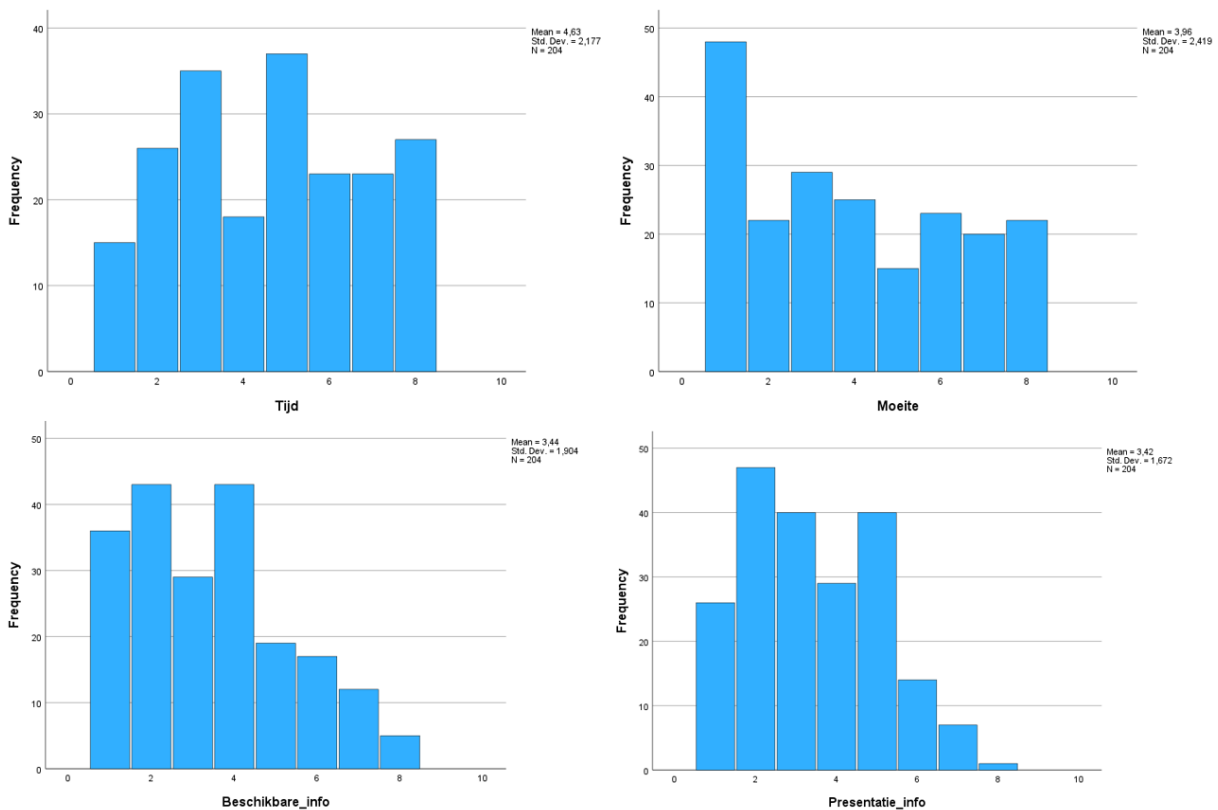 Mean = 4,63
Std. Dev. = 2,177
N = 204
40
30
20
10
0
Frequency
0 2 4 6 8 10
Tijd
Mean = 3,96
Std. Dev. = 2,419
N = 204
50
40
30
20
10
0
Frequency
0 2 4 6 8 10
Moeite
Mean = 3,44
Std. Dev. = 1,904
N = 204
50
40
30
20
10
0
Frequency
0 2 4 6 8 10
Beschikbare_info
Mean = 3,42
Std. Dev. = 1,672
N = 204
50
40
30
20
10
0
Frequency
0 2 4 6 8 10
Presentatie_info